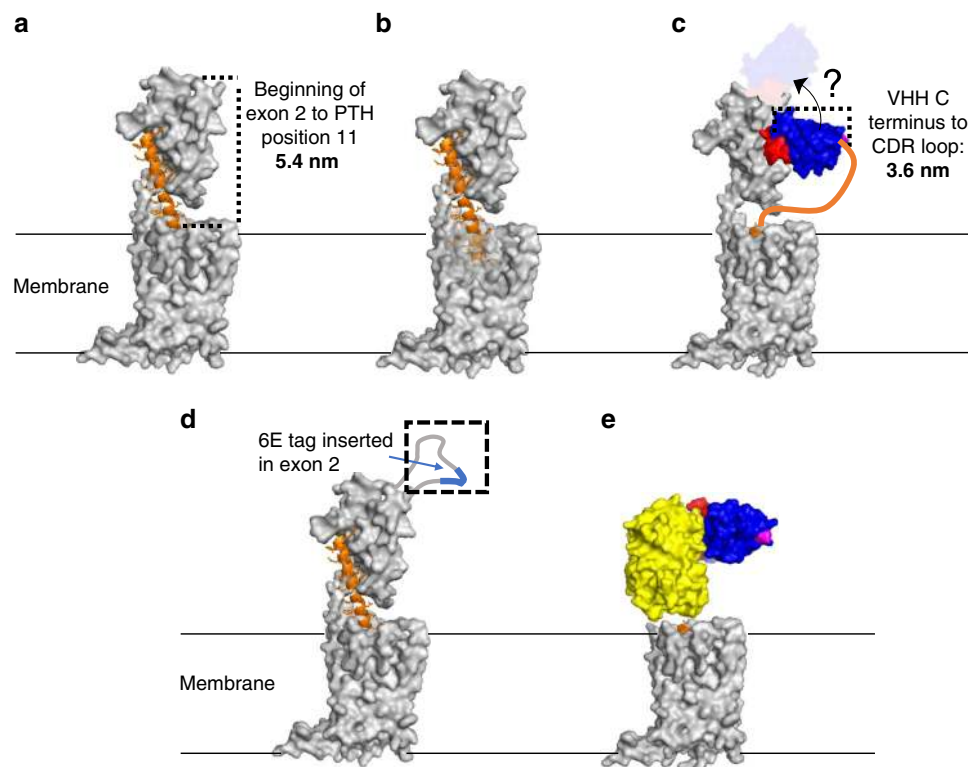 a
b
c
Beginning of
exon 2 to PTH
position 11
5.4 nm
?
VHH C
terminus to
CDR loop:
3.6 nm
Membrane
d
e
6E tag inserted
in exon 2
Membrane